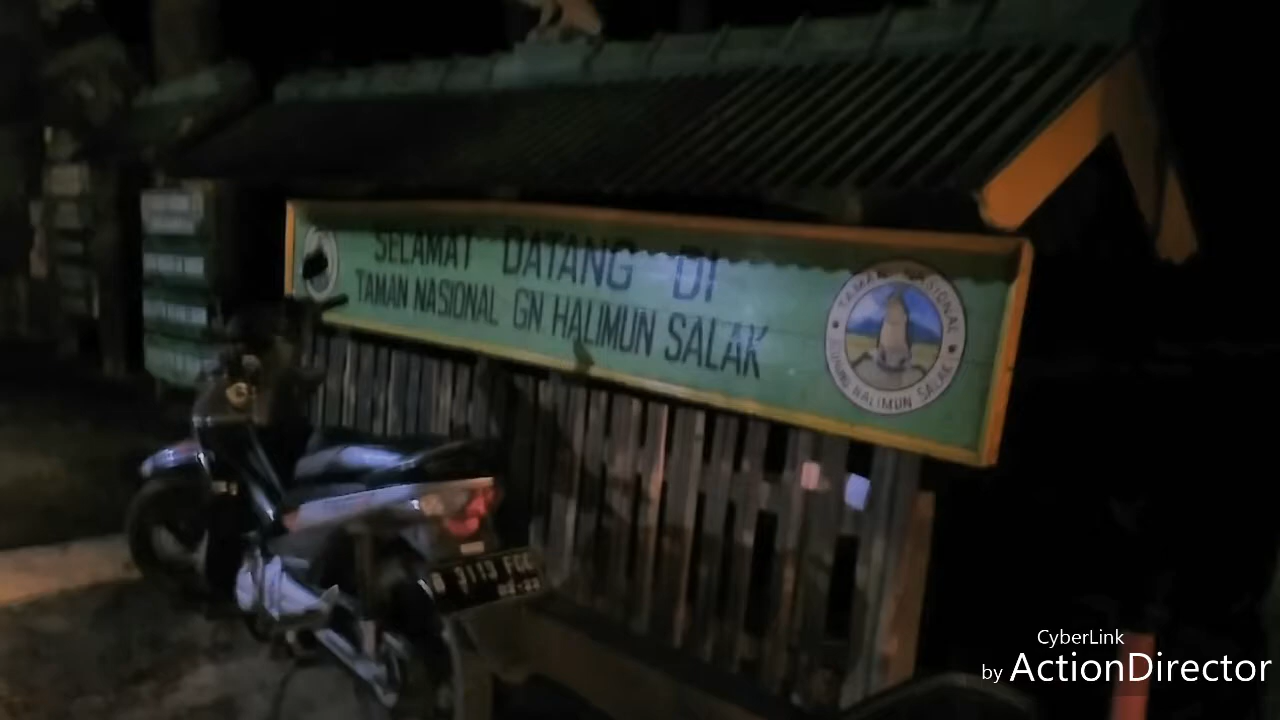 SELAMAT DATANG DI
TAMAN NASIONAL GN HALIMUN SALAK
TAMAN NASIONAL
GUNUNG HALIMUN SALAK
B 3113 FGC
CyberLink
by ActionDirector